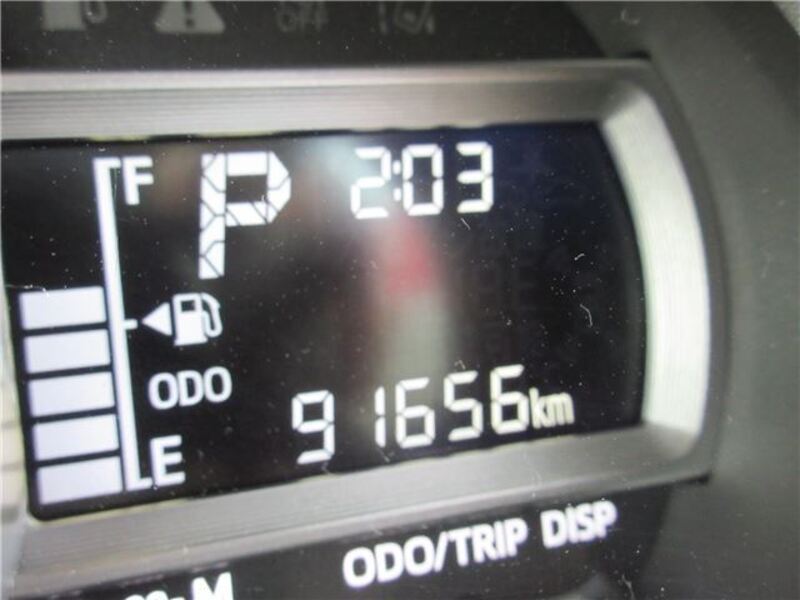 F P 2:03
ODO
E 91656km
ODO/TRIP DISP